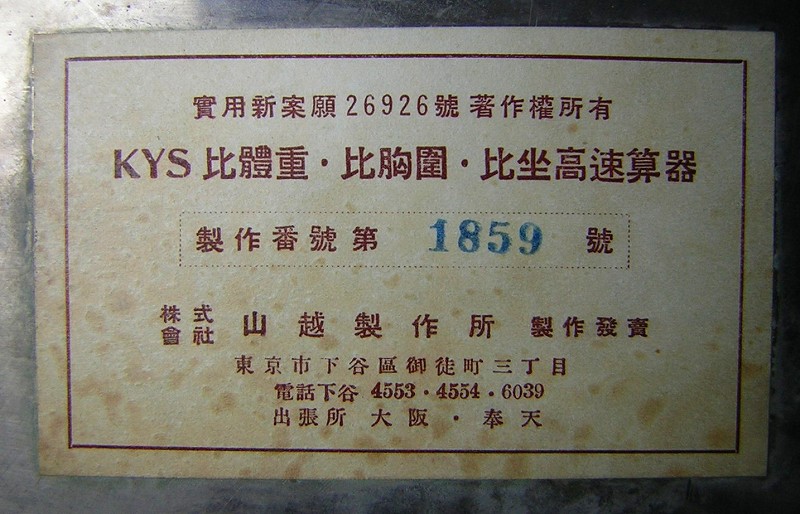 實用新案願26926號 著作權所有
KYS 比體重・比胸圍・比坐高速算器
製作番號第 1859 號
株式會社 山越製作所 製作發賣
東京市下谷區御徒町三丁目
電話下谷 4553・4554・6039
出張所 大阪・奉天